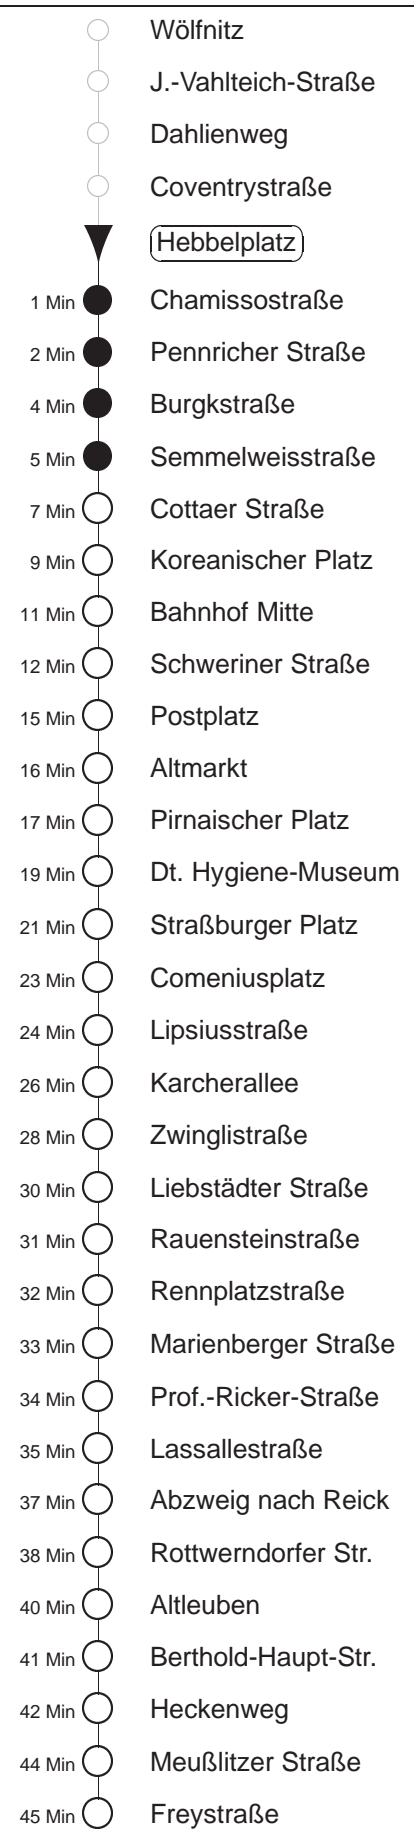 Wölfnitz
J.-Vahlteich-Straße
Dahlienweg
Coventrystraße
Hebbelplatz
1 Min Chamissostraße
2 Min Pennricher Straße
4 Min Burgkstraße
5 Min Semmelweisstraße
7 Min Cottaer Straße
9 Min Koreanischer Platz
11 Min Bahnhof Mitte
12 Min Schweriner Straße
15 Min Postplatz
16 Min Altmarkt
17 Min Pirnaischer Platz
19 Min Dt. Hygiene-Museum
21 Min Straßburger Platz
23 Min Comeniusplatz
24 Min Lipsiusstraße
26 Min Karcherallee
28 Min Zwinglistraße
30 Min Liebstädter Straße
31 Min Rauensteinstraße
32 Min Rennplatzstraße
33 Min Marienberger Straße
34 Min Prof.-Ricker-Straße
35 Min Lassallestraße
37 Min Abzweig nach Reick
38 Min Rottwerndorfer Str.
40 Min Altleuben
41 Min Berthold-Haupt-Str.
42 Min Heckenweg
44 Min Meußlitzer Straße
45 Min Freystraße